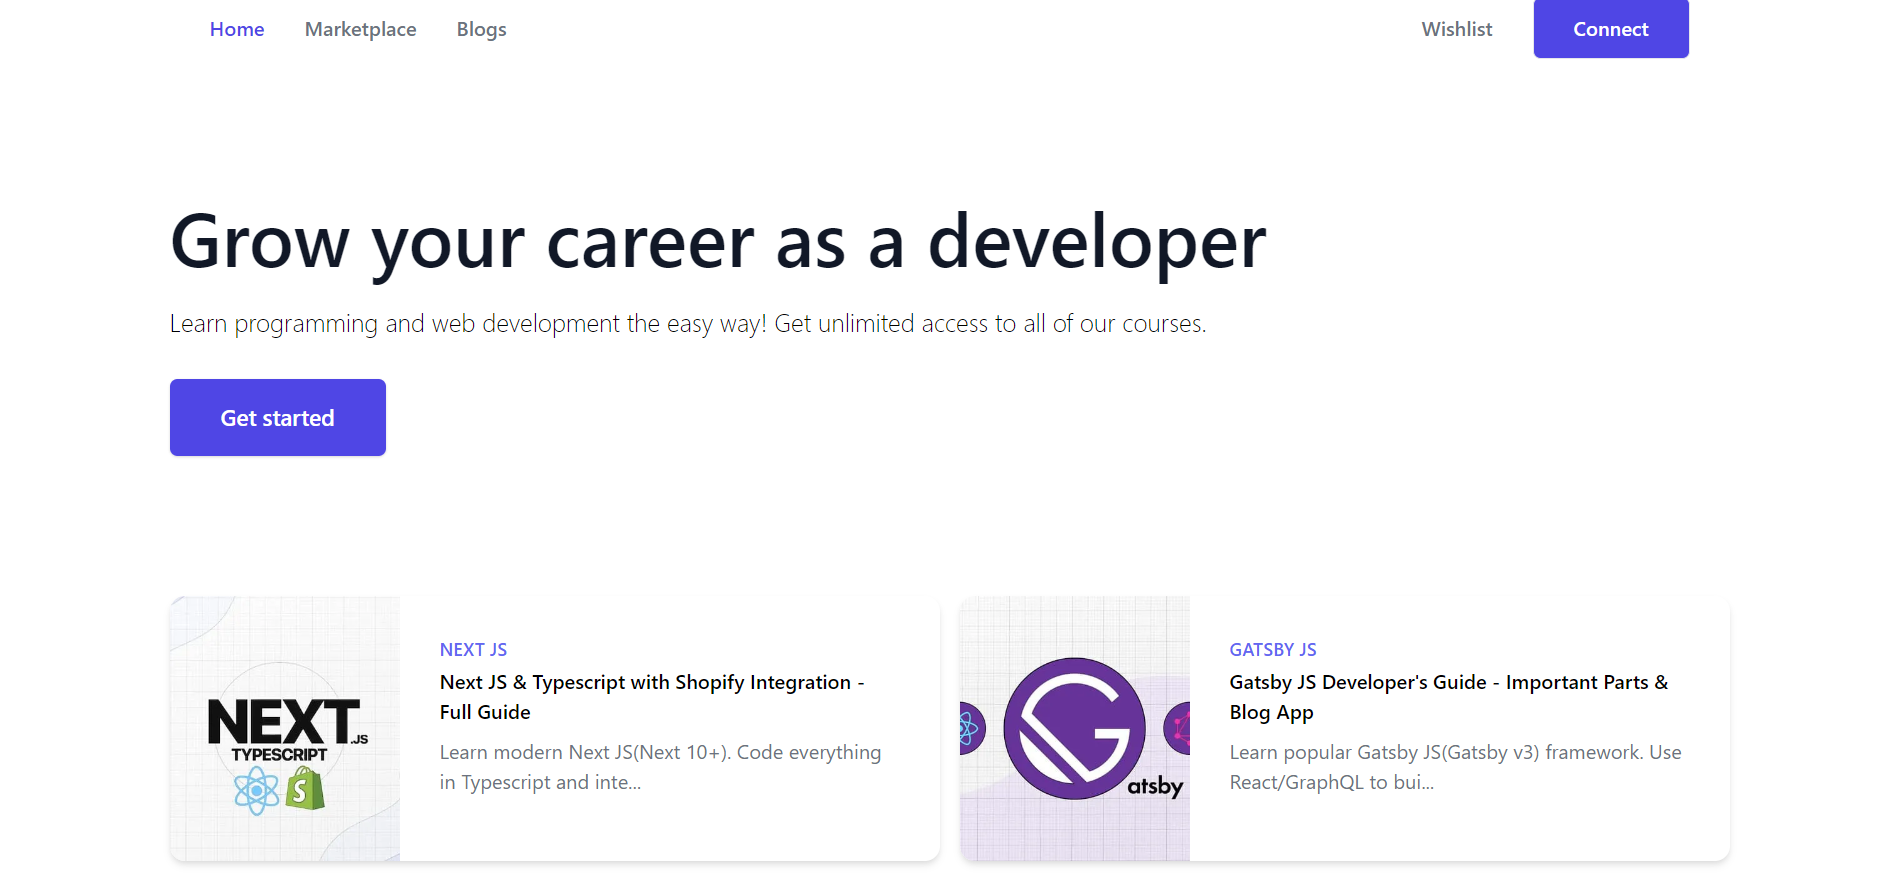 Home Marketplace Blogs Wishlist Connect
Grow your career as a developer
Learn programming and web development the easy way! Get unlimited access to all of our courses.
Get started
NEXT.JS
TYPESCRIPT
NEXT JS
Next JS & Typescript with Shopify Integration -
Full Guide
Learn modern Next JS(Next 10+). Code everything
in Typescript and inte...
atsby
GATSBY JS
Gatsby JS Developer's Guide - Important Parts &
Blog App
Learn popular Gatsby JS(Gatsby v3) framework. Use
React/GraphQL to bui...